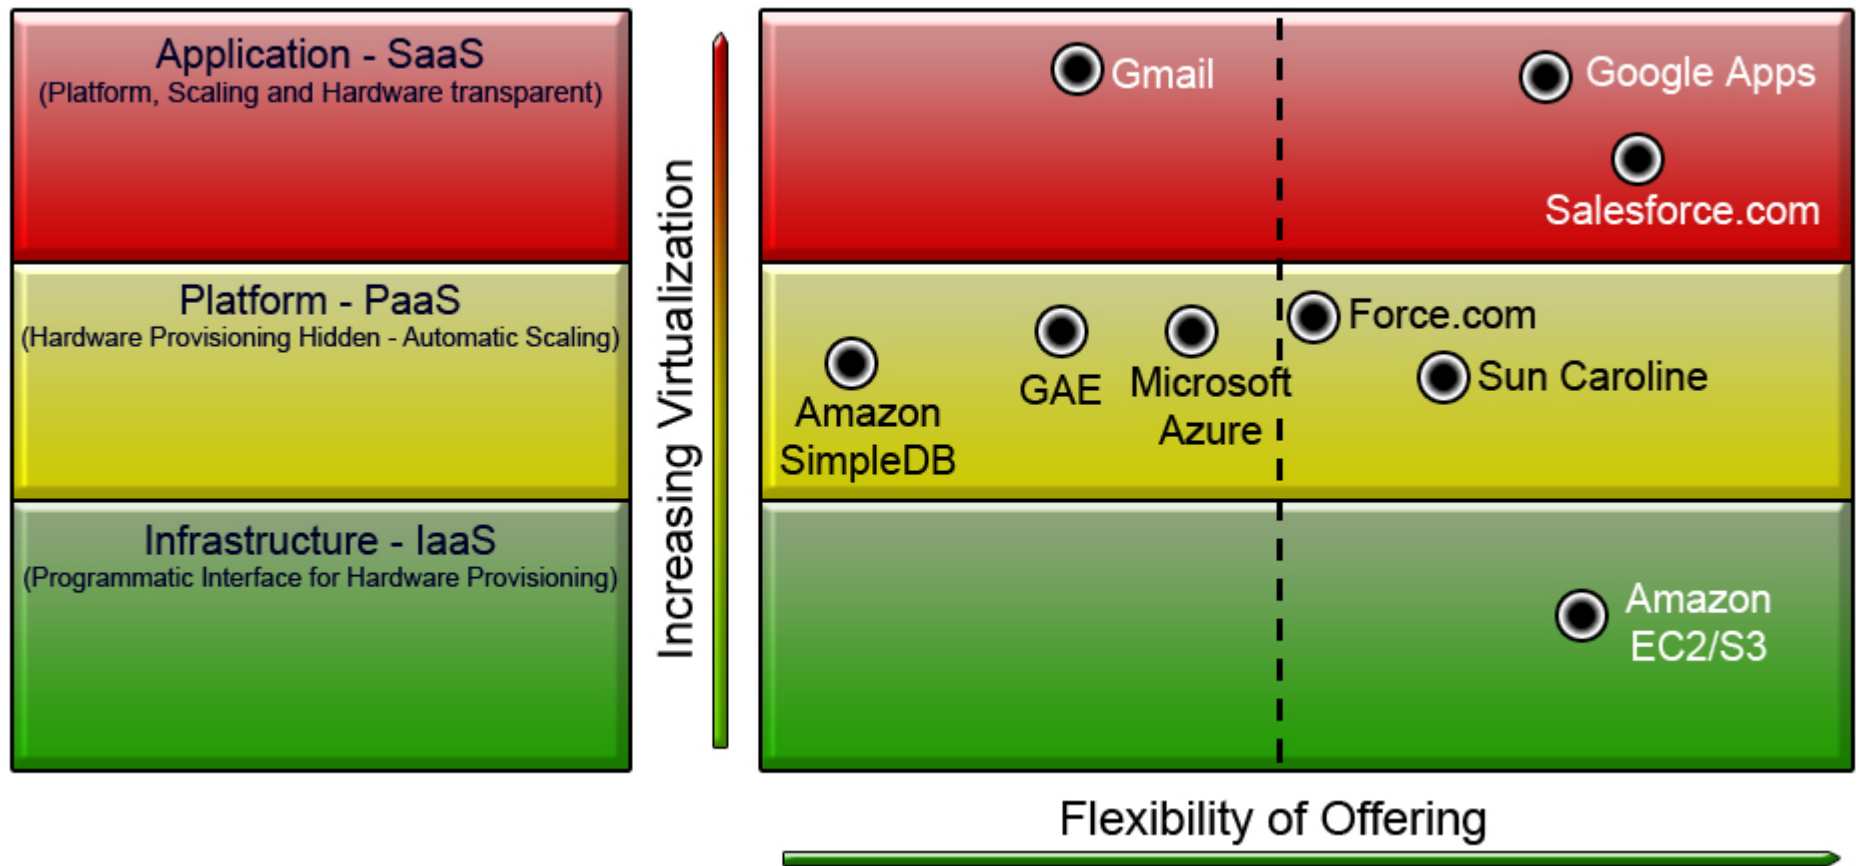 Application - SaaS
(Platform, Scaling and Hardware transparent)
Platform - PaaS
(Hardware Provisioning Hidden - Automatic Scaling)
Infrastructure - IaaS
(Programmatic Interface for Hardware Provisioning)
Increasing Virtualization
Gmail
Google Apps
Salesforce.com
Force.com
Sun Caroline
GAE
Microsoft
Azure
Amazon
SimpleDB
Amazon
EC2/S3
Flexibility of Offering